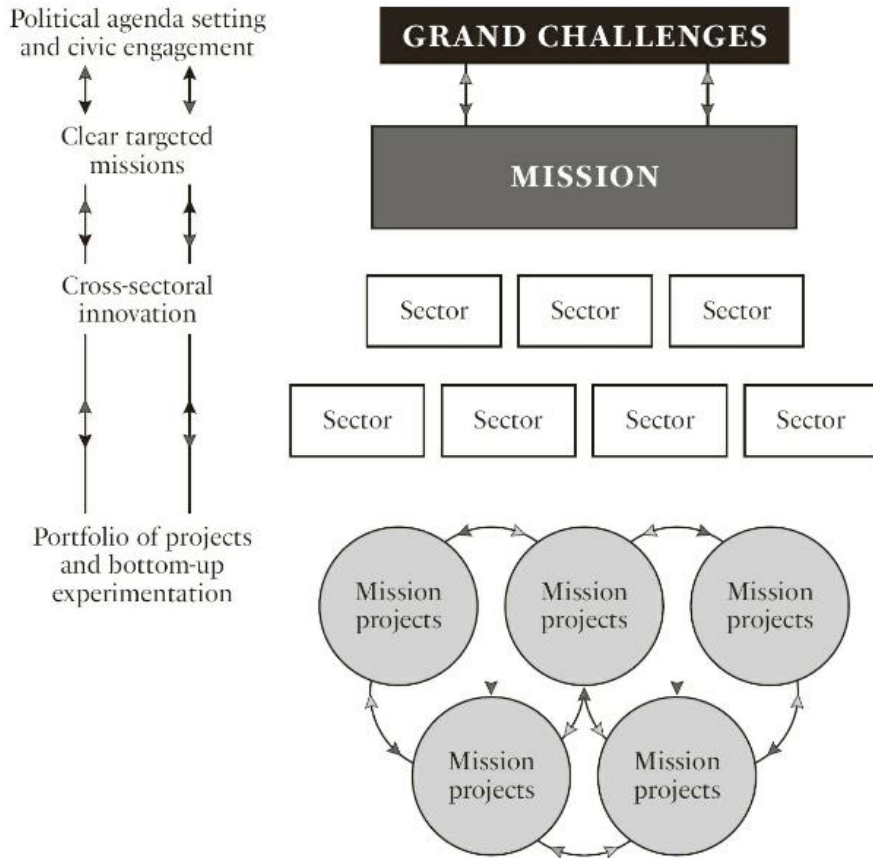 Political agenda setting
and civic engagement
GRAND CHALLENGES
Clear targeted
missions
MISSION
Cross-sectoral
innovation
Sector
Sector
Sector
Sector
Sector
Sector
Sector
Portfolio of projects
and bottom-up
experimentation
Mission
projects
Mission
projects
Mission
projects
Mission
projects
Mission
projects